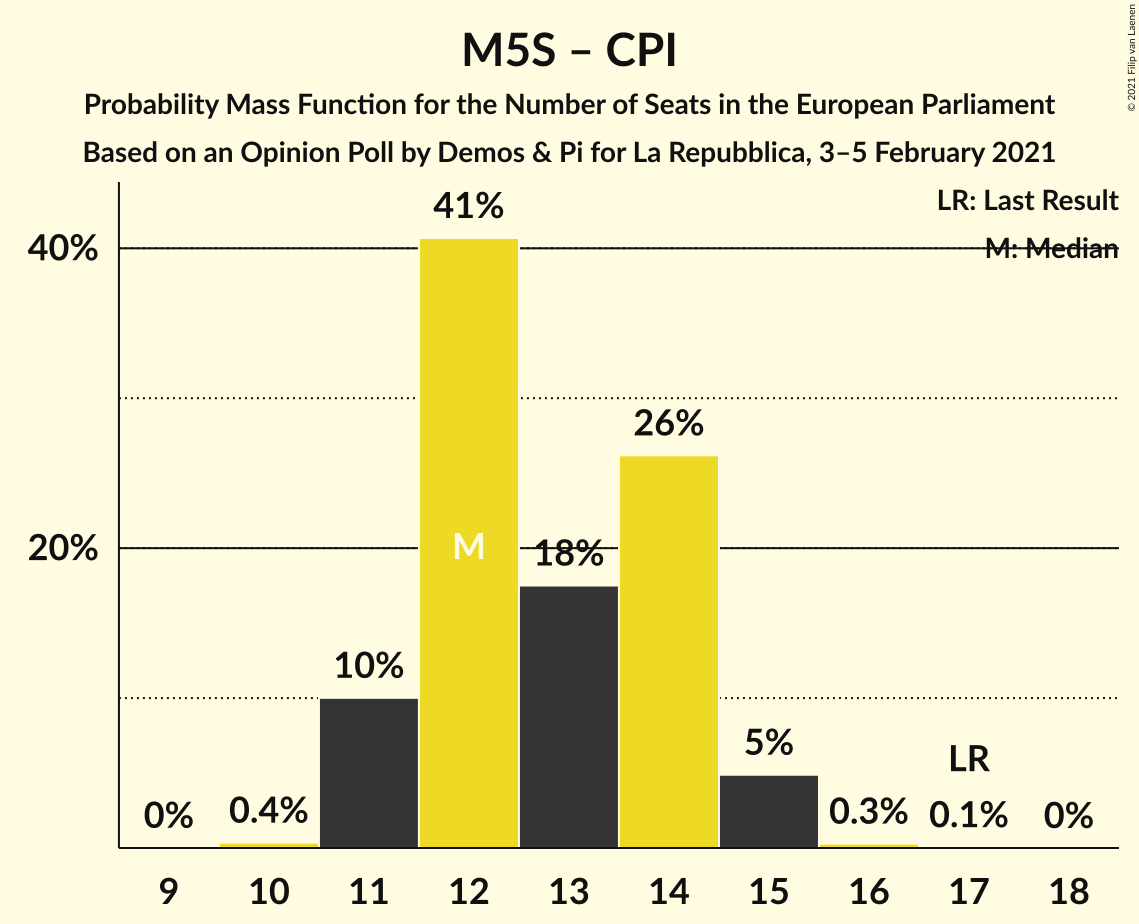 M5S – CPI
Probability Mass Function for the Number of Seats in the European Parliament
Based on an Opinion Poll by Demos & Pi for La Repubblica, 3–5 February 2021
© 2021 Filip van Laenen
LR: Last Result
M: Median
41%
40%
26%
M
18%
20%
10%
5%
LR
0%
0.4%
0.3%
0.1%
0%
9 10 11 12 13 14 15 16 17 18